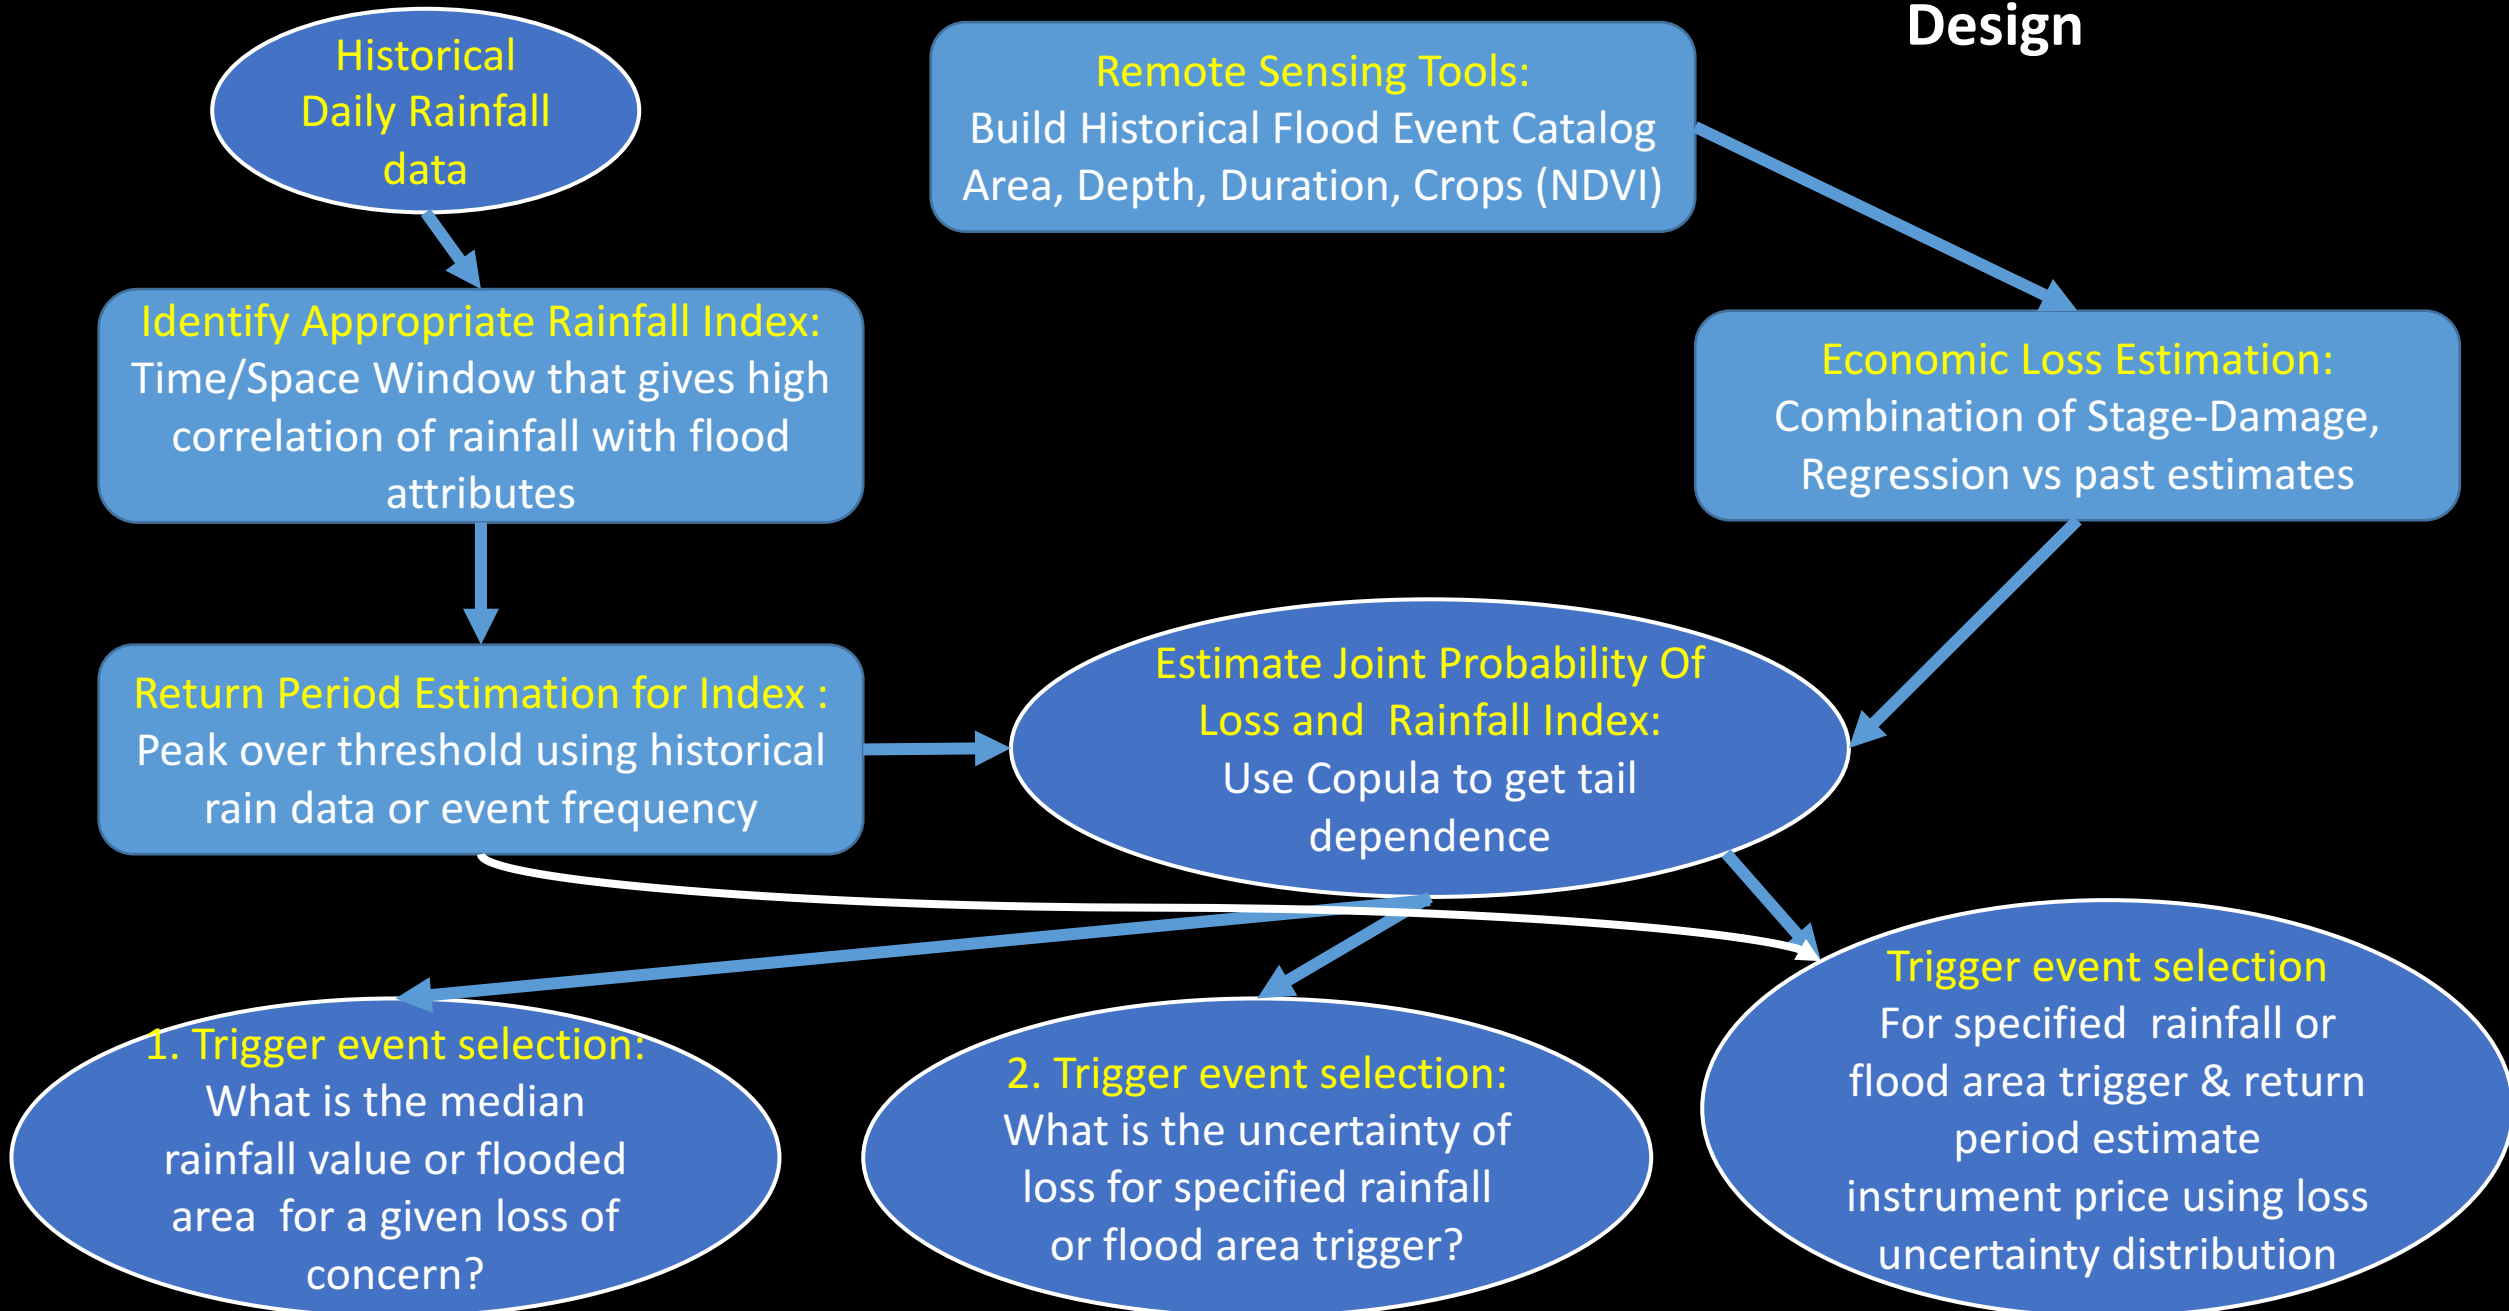 Design
Historical
Daily Rainfall
data
Remote Sensing Tools:
Build Historical Flood Event Catalog
Area, Depth, Duration, Crops (NDVI)
Identify Appropriate Rainfall Index:
Time/Space Window that gives high
correlation of rainfall with flood
attributes
Economic Loss Estimation:
Combination of Stage-Damage,
Regression vs past estimates
Return Period Estimation for Index :
Peak over threshold using historical
rain data or event frequency
Estimate Joint Probability Of
Loss and  Rainfall Index:
Use Copula to get tail
dependence
1. Trigger event selection:
What is the median
rainfall value or flooded
area  for a given loss of
concern?
2. Trigger event selection:
What is the uncertainty of
loss for specified rainfall
or flood area trigger?
Trigger event selection
For specified  rainfall or
flood area trigger & return
period estimate
instrument price using loss
uncertainty distribution